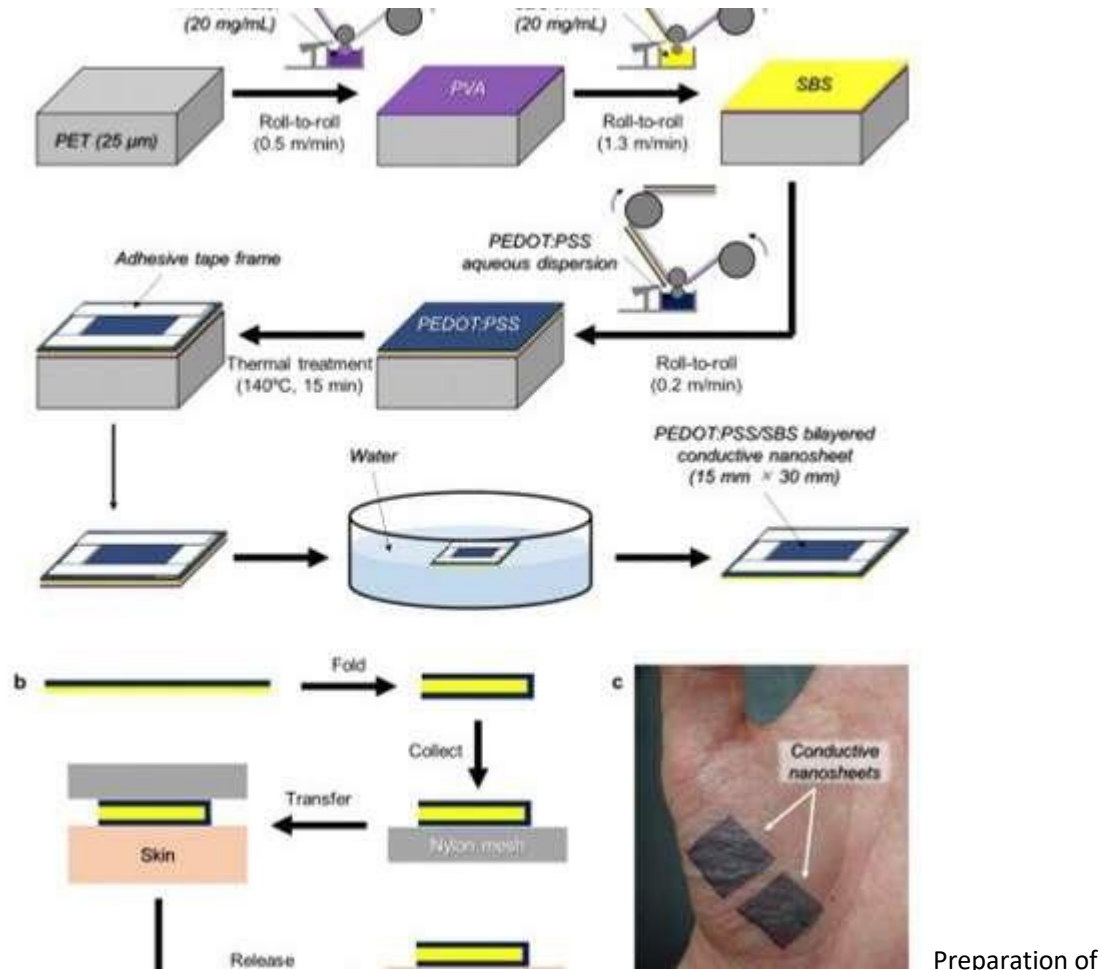 (20 mg/mL)
(20 mg/mL)
PET (25 μm)
Roll-to-roll
(0.5 m/min)
PVA
Roll-to-roll
(1.3 m/min)
SBS
PEDOT:PSS
aqueous dispersion
Adhesive tape frame
Thermal treatment
(140ºC, 15 min)
PEDOT:PSS
Roll-to-roll
(0.2 m/min)
Water
PEDOT:PSS/SBS bilayered
conductive nanosheet
(15 mm × 30 mm)
b
Fold
Collect
Nylon mesh
Transfer
Skin
Release
c
Conductive
nanosheets
Preparation of